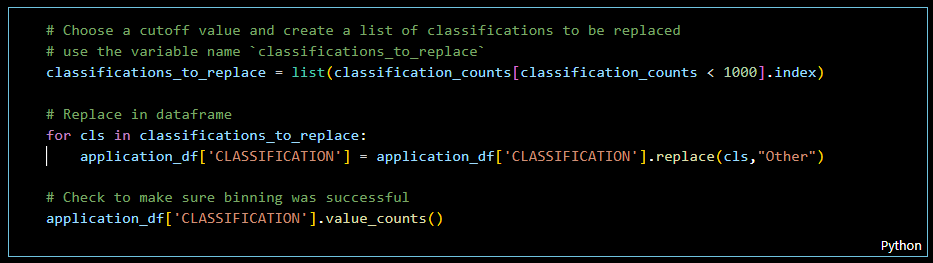 # Choose a cutoff value and create a list of classifications to be replaced
# use the variable name `classifications_to_replace`
classifications_to_replace = list(classification_counts[classification_counts < 1000].index)
# Replace in dataframe
for cls in classifications_to_replace:
    application_df['CLASSIFICATION'] = application_df['CLASSIFICATION'].replace(cls,"Other")
# Check to make sure binning was successful
application_df['CLASSIFICATION'].value_counts()
Python